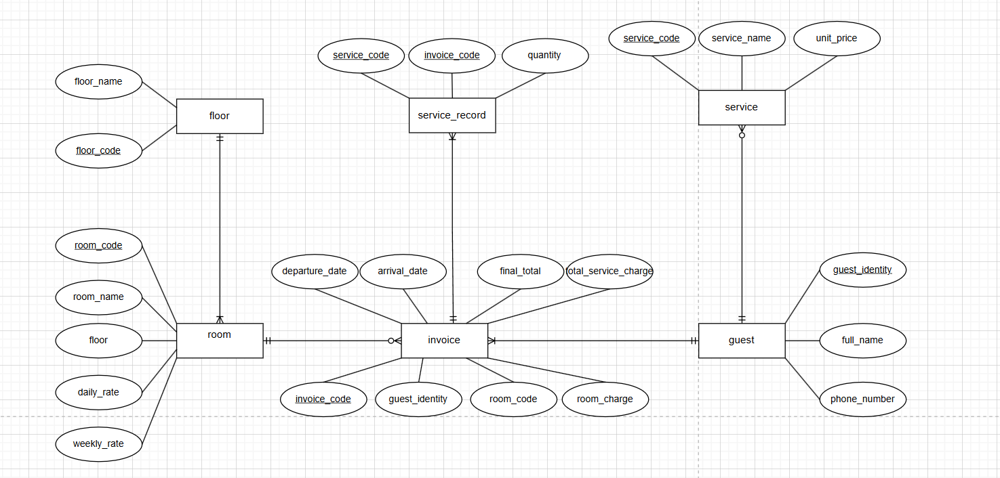 service_code
service_name
unit_price
service_code
invoice_code
quantity
floor_name
service
floor
service_record
floor_code
room_code
departure_date
arrival_date
final_total
total_service_charge
guest_identity
room_name
room
floor
invoice
guest
full_name
daily_rate
invoice_code
guest_identity
room_code
room_charge
phone_number
weekly_rate